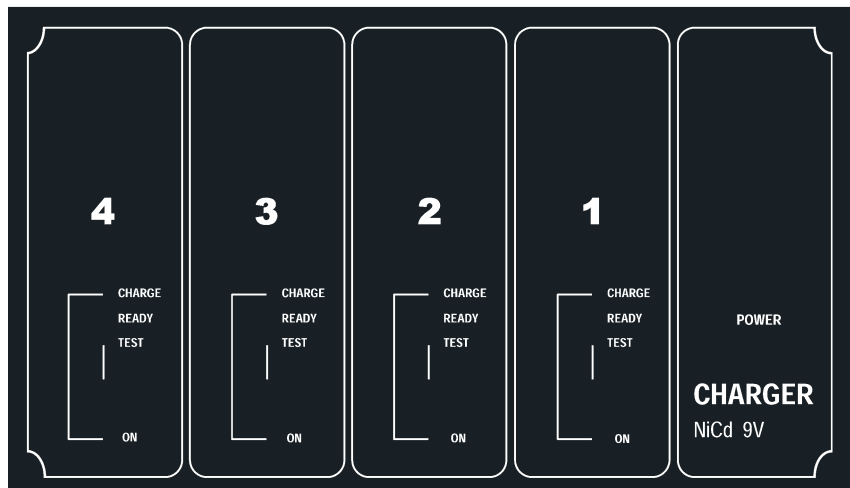 4
CHARGE
READY
TEST
ON
3
CHARGE
READY
TEST
ON
2
CHARGE
READY
TEST
ON
1
CHARGE
READY
TEST
ON
POWER
CHARGER
NiCd 9V